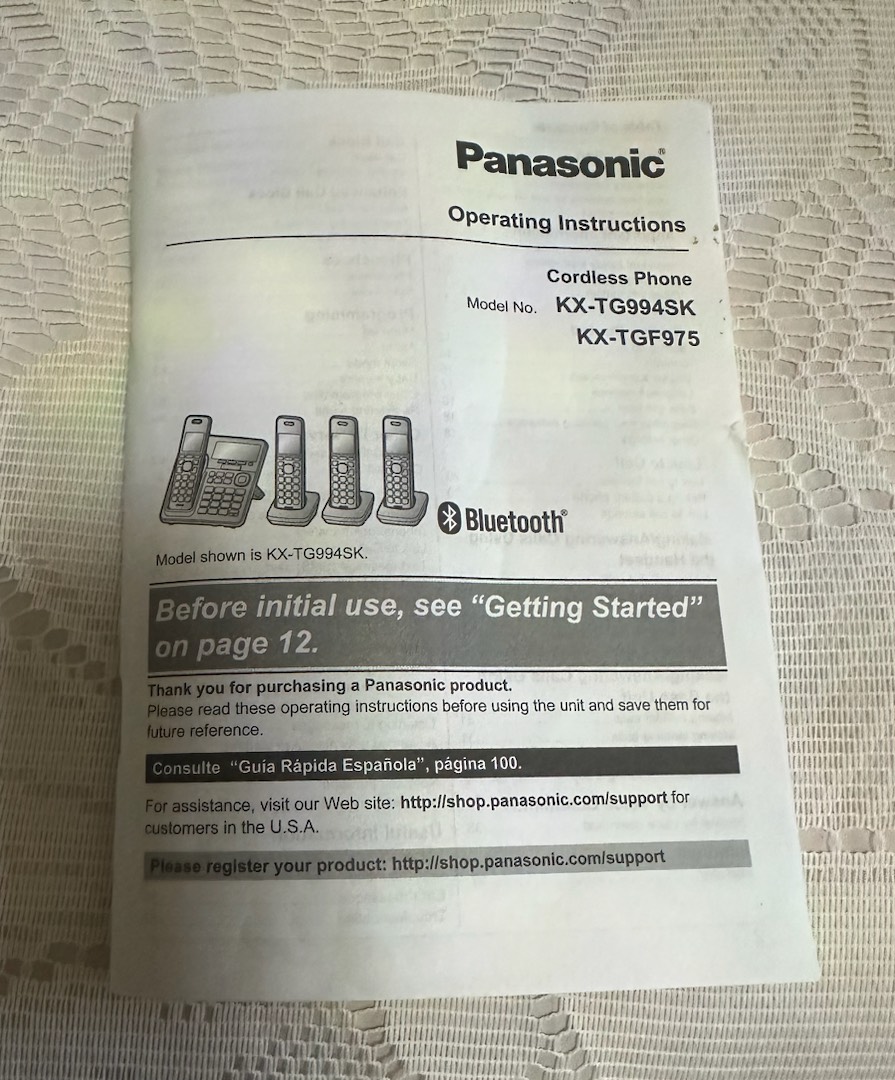 Panasonic®
Operating Instructions
Cordless Phone
Model No. KX-TG994SK
KX-TGF975
Bluetooth®
Model shown is KX-TG994SK.
Before initial use, see “Getting Started”
on page 12.
Thank you for purchasing a Panasonic product.
Please read these operating instructions before using the unit and save them for
future reference.
Consulte “Guía Rápida Española”, página 100.
For assistance, visit our Web site: http://shop.panasonic.com/support for
customers in the U.S.A.
Please register your product: http://shop.panasonic.com/support